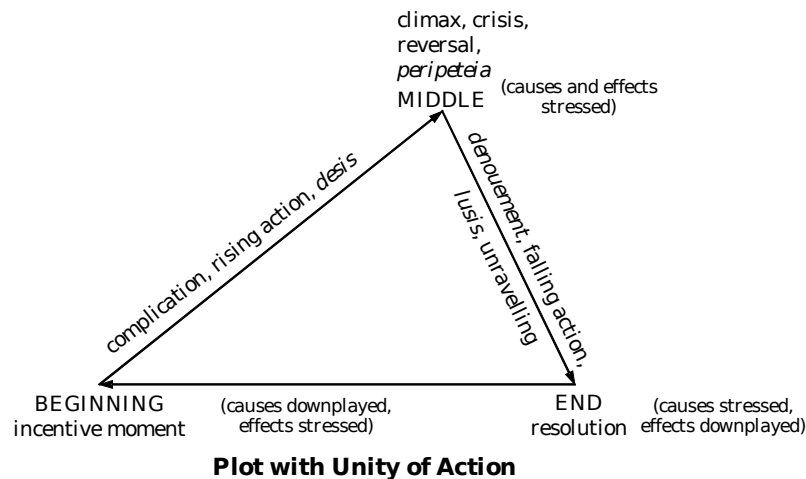 climax, crisis,
reversal,
peripeteia
MIDDLE
(causes and effects
stressed)
complication, rising action, desis
denouement, falling action,
lusis, unravelling
BEGINNING
incentive moment
(causes downplayed,
effects stressed)
END
resolution
(causes stressed,
effects downplayed)
Plot with Unity of Action